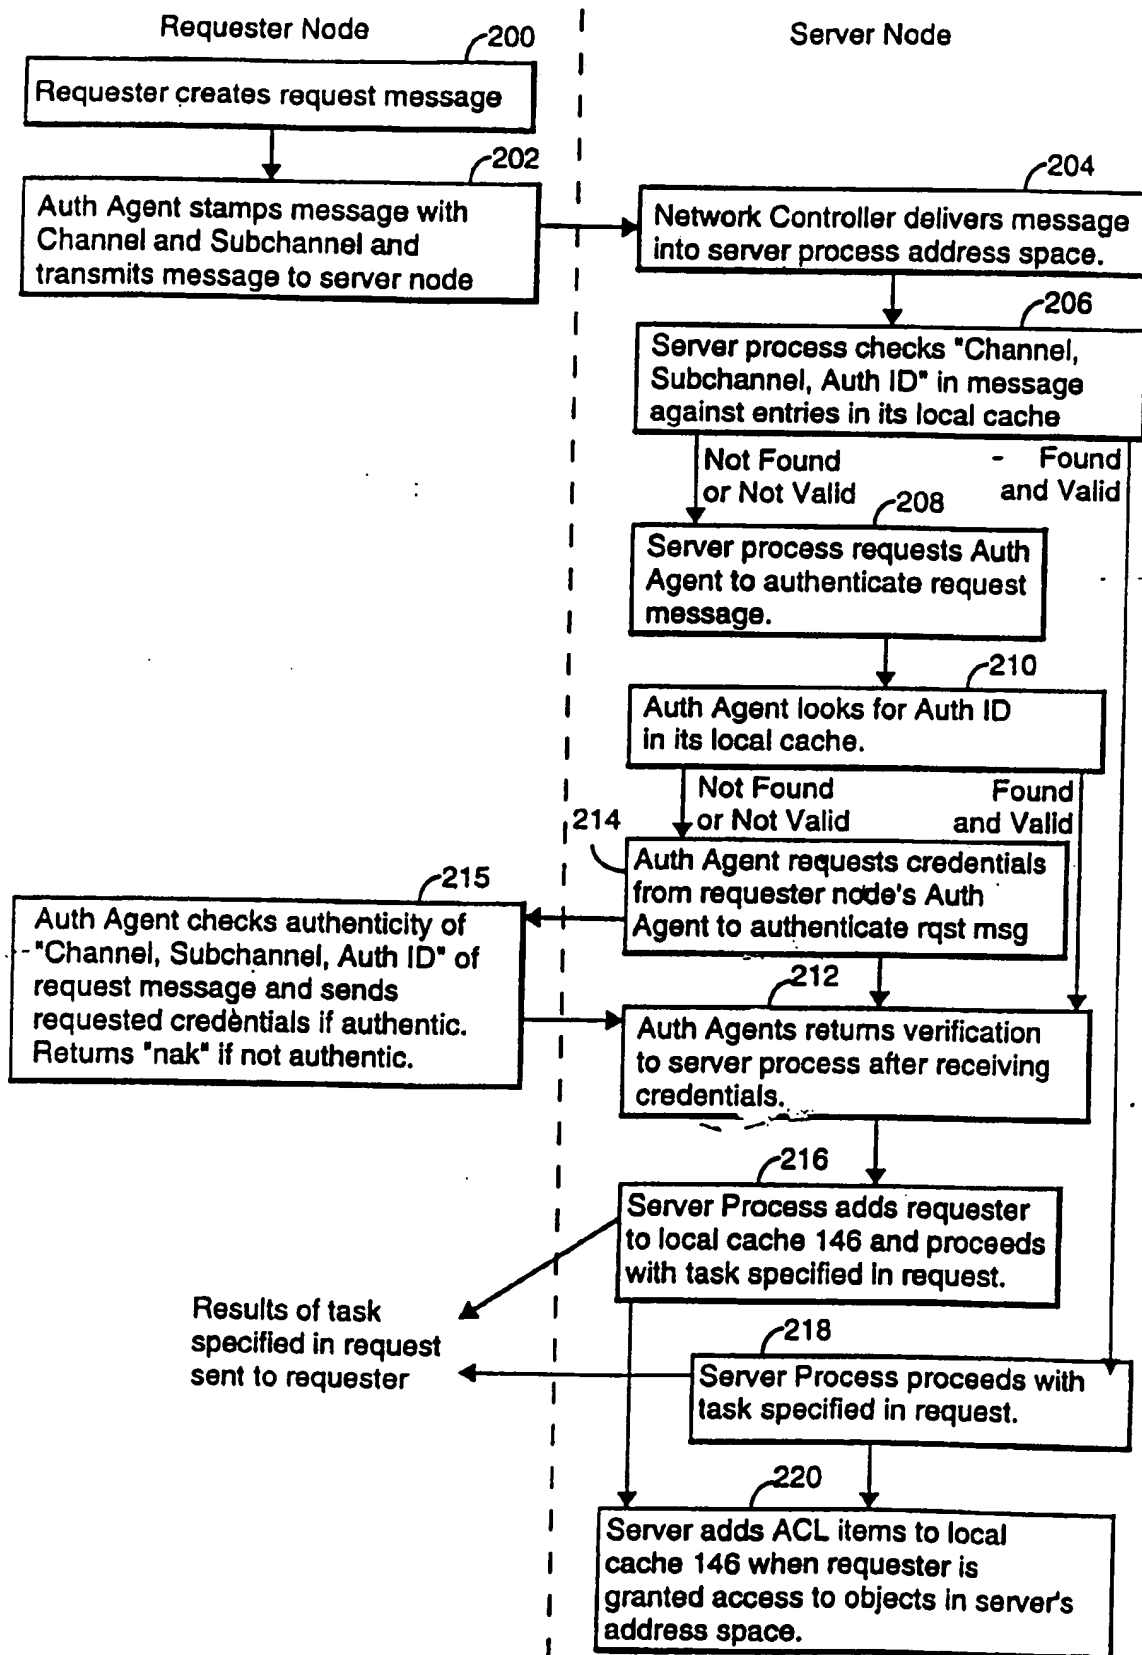 Requester Node
Server Node
200
Requester creates request message
202
Auth Agent stamps message with
Channel and Subchannel and
transmits message to server node
204
Network Controller delivers message
into server process address space.
206
Server process checks "Channel,
Subchannel, Auth ID" in message
against entries in its local cache
Not Found
or Not Valid
Found
and Valid
208
Server process requests Auth
Agent to authenticate request
message.
210
Auth Agent looks for Auth ID
in its local cache.
Not Found
or Not Valid
Found
and Valid
214
Auth Agent requests credentials
from requester node's Auth
Agent to authenticate rqst msg
215
Auth Agent checks authenticity of
"Channel, Subchannel, Auth ID" of
request message and sends
requested credentials if authentic.
Returns "nak" if not authentic.
212
Auth Agents returns verification
to server process after receiving
credentials.
216
Server Process adds requester
to local cache 146 and proceeds
with task specified in request.
Results of task
specified in request
sent to requester
218
Server Process proceeds with
task specified in request.
220
Server adds ACL items to local
cache 146 when requester is
granted access to objects in server's
address space.